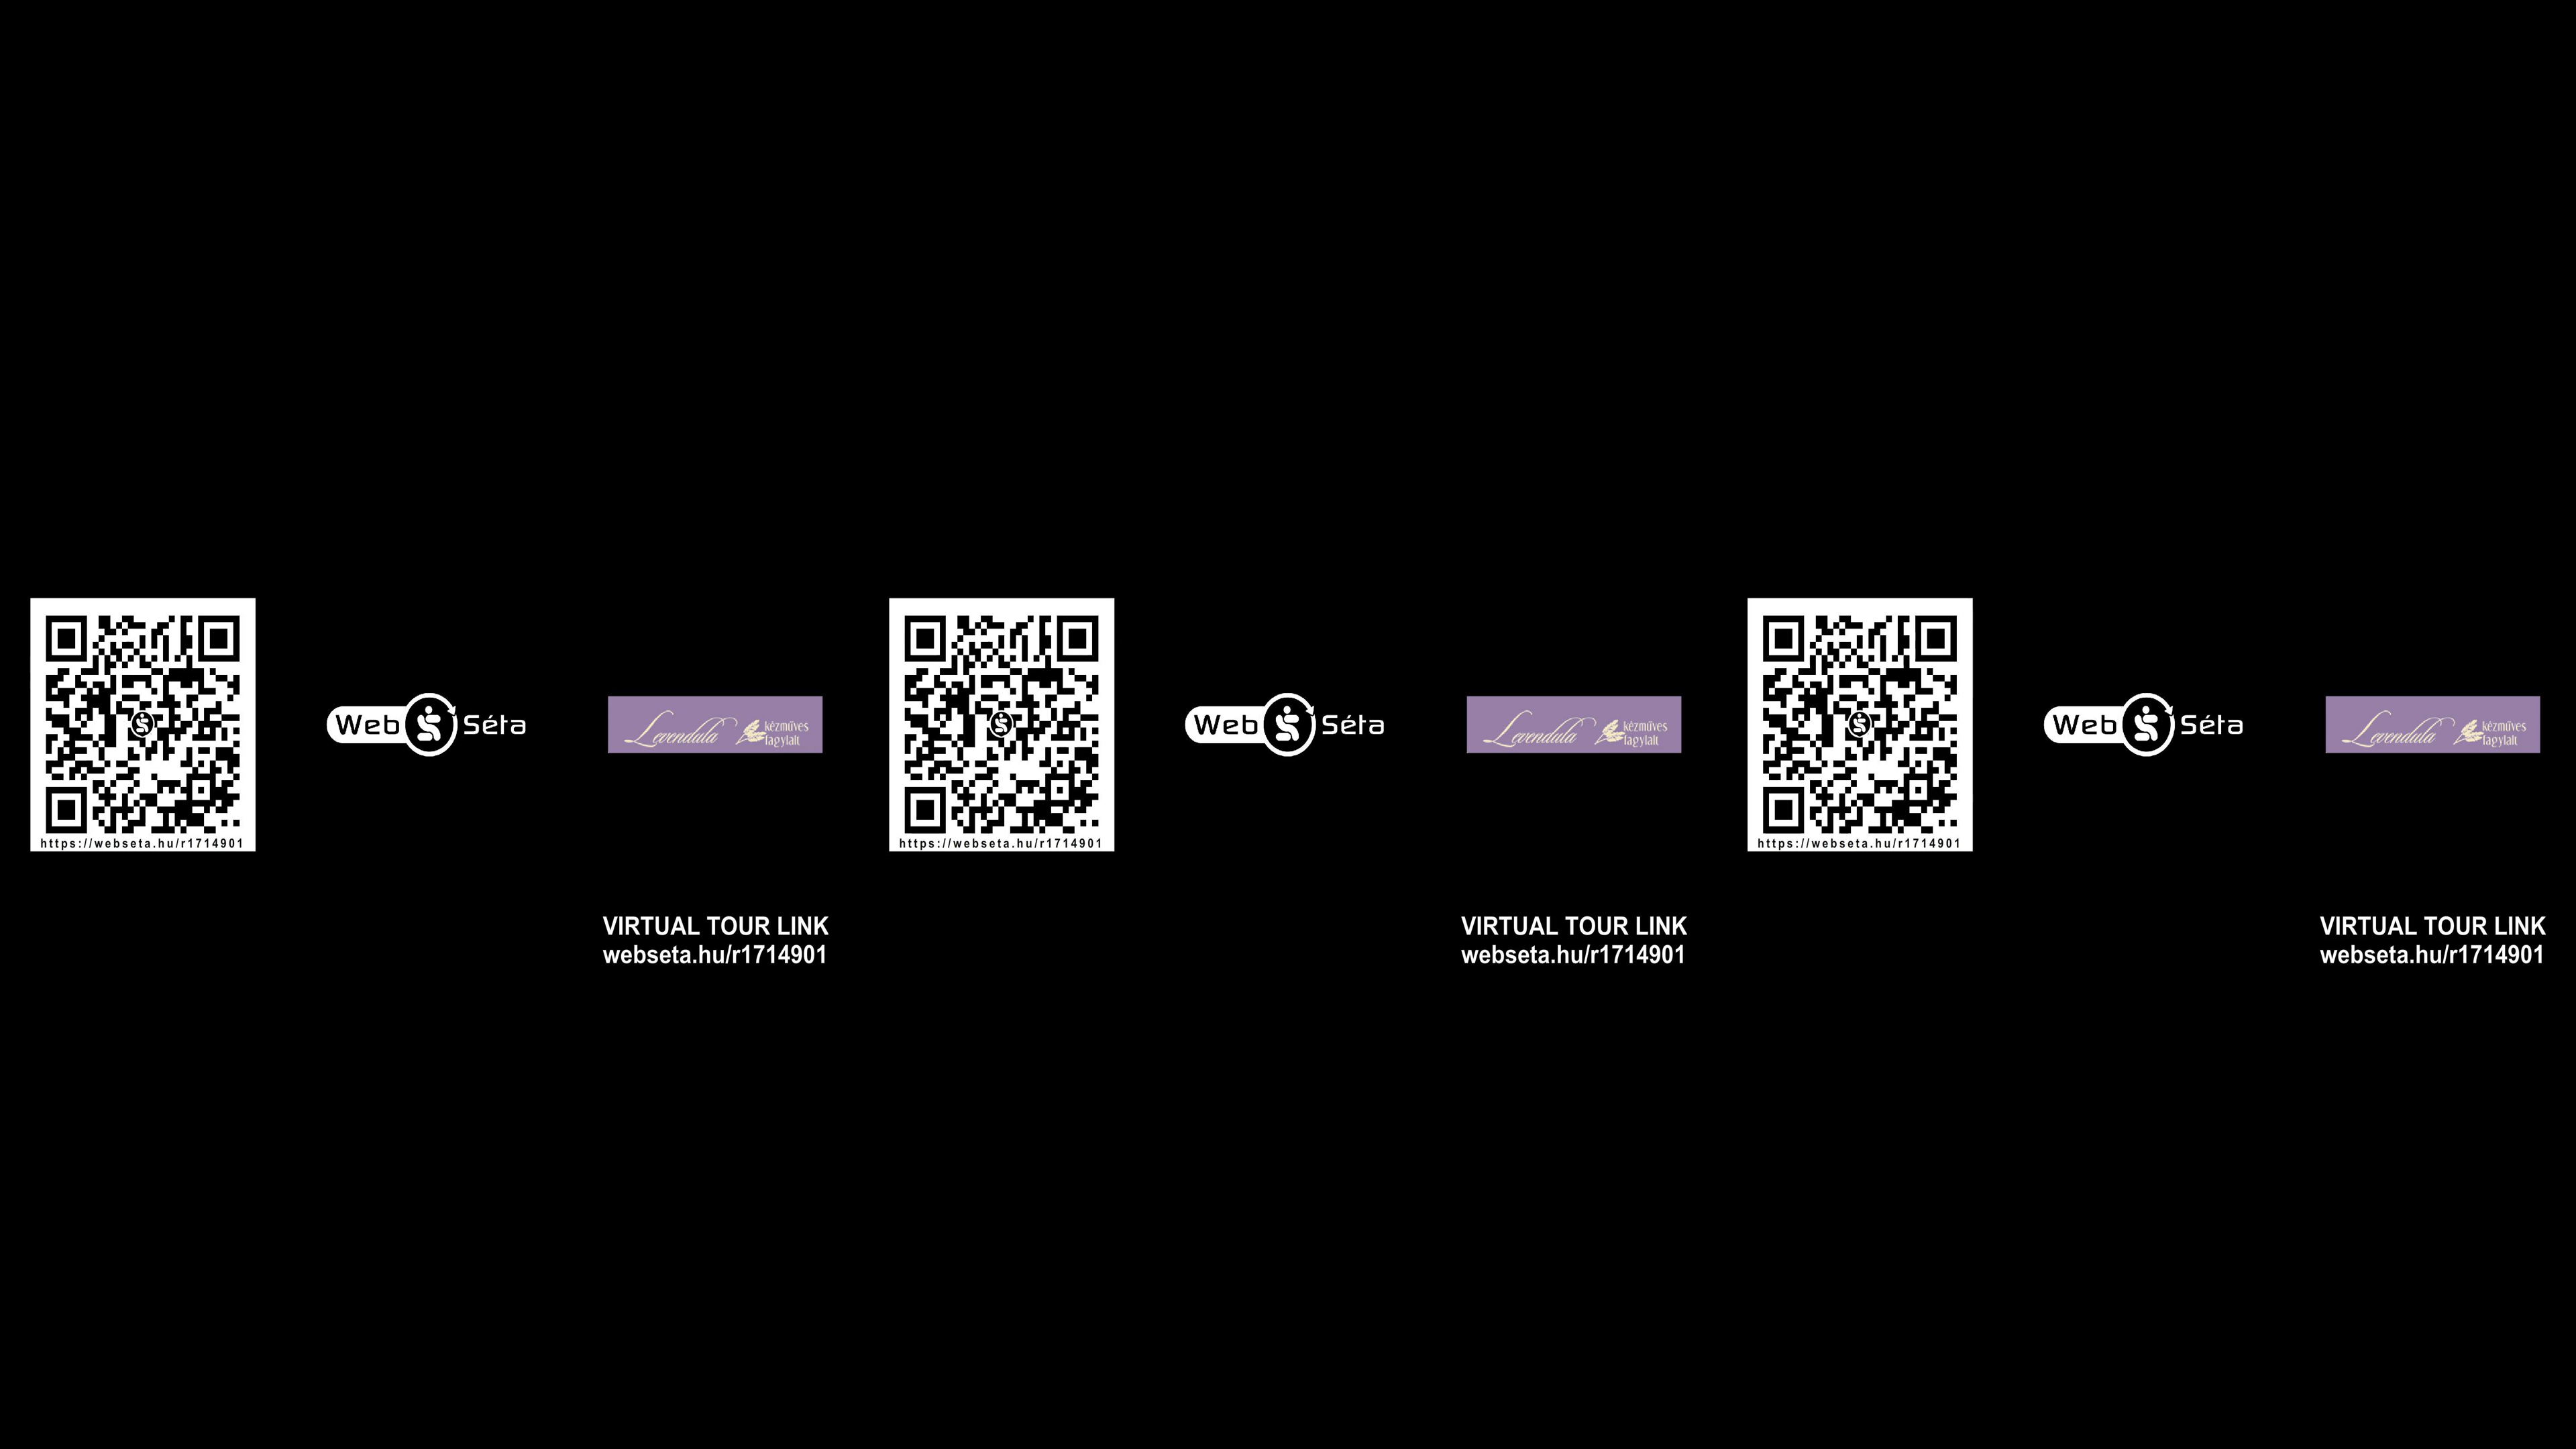 https://webseta.hu/r1714901
Web Séta
Levendula kézműves
fagylalt
VIRTUAL TOUR LINK
webseta.hu/r1714901
https://webseta.hu/r1714901
Web Séta
Levendula kézműves
fagylalt
VIRTUAL TOUR LINK
webseta.hu/r1714901
https://webseta.hu/r1714901
Web Séta
Levendula kézműves
fagylalt
VIRTUAL TOUR LINK
webseta.hu/r1714901